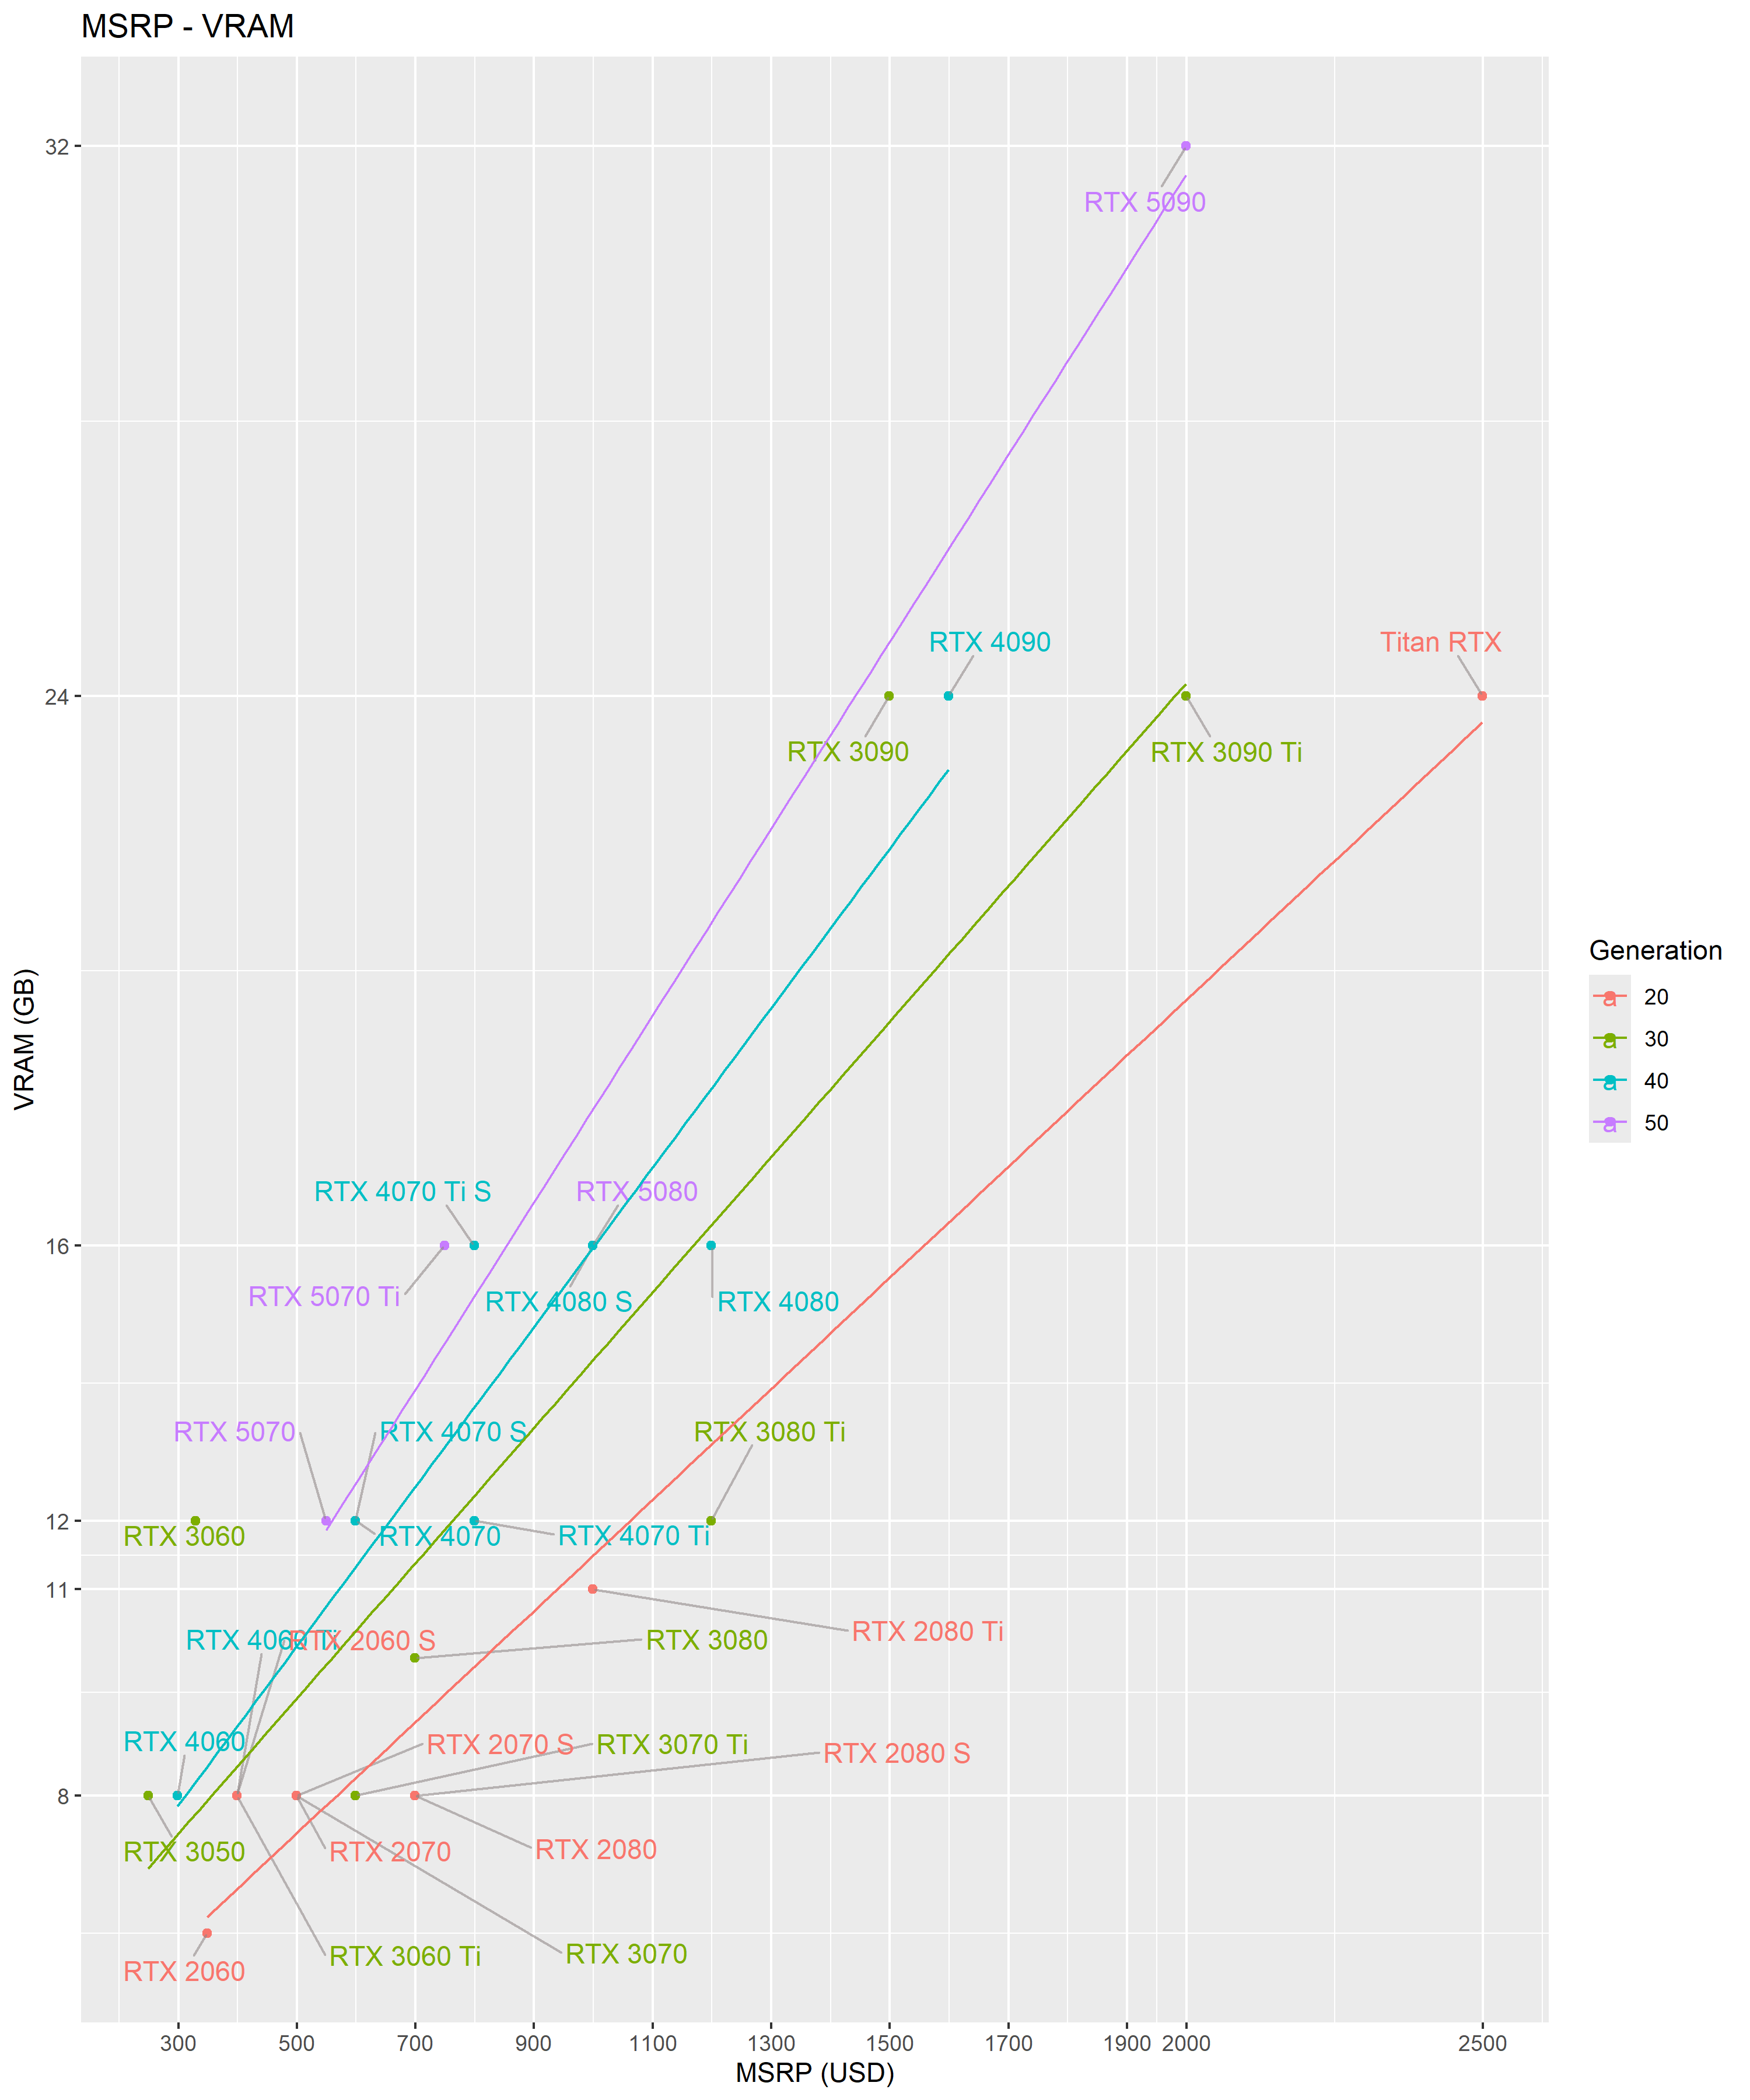 MSRP - VRAM
32
RTX 5090
RTX 4090
Titan RTX
24
RTX 3090
RTX 3090 Ti
Generation
20
30
40
50
VRAM (GB)
RTX 4070 Ti S
RTX 5080
16
RTX 5070 Ti
RTX 4080 S
RTX 4080
RTX 5070
RTX 4070 S
RTX 3080 Ti
12
RTX 3060
RTX 4070
RTX 4070 Ti
11
RTX 4060 Ti
RTX 2060 S
RTX 3080
RTX 2080 Ti
RTX 4060
RTX 2070 S
RTX 3070 Ti
RTX 2080 S
8
RTX 3050
RTX 2070
RTX 2080
RTX 3060 Ti
RTX 3070
RTX 2060
300 500 700 900 1100 1300 1500 1700 1900 2000 2500
MSRP (USD)